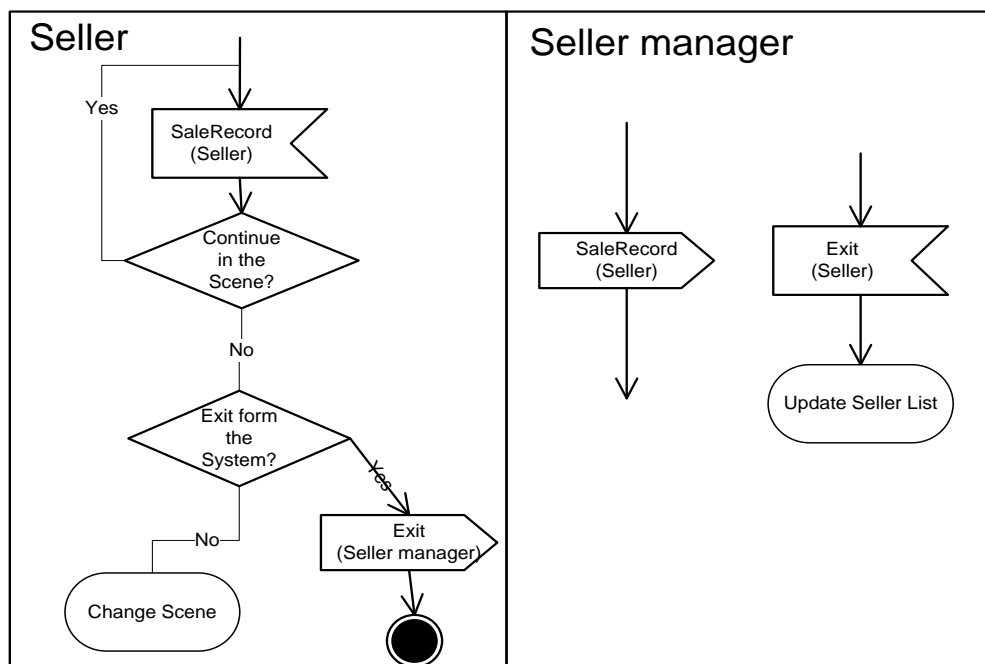 Seller
Yes
SaleRecord
(Seller)
Continue
in the
Scene?
No
Exit form
the
System?
Yes
No
Exit
(Seller manager)
Change Scene
Seller manager
SaleRecord
(Seller)
Exit
(Seller)
Update Seller List